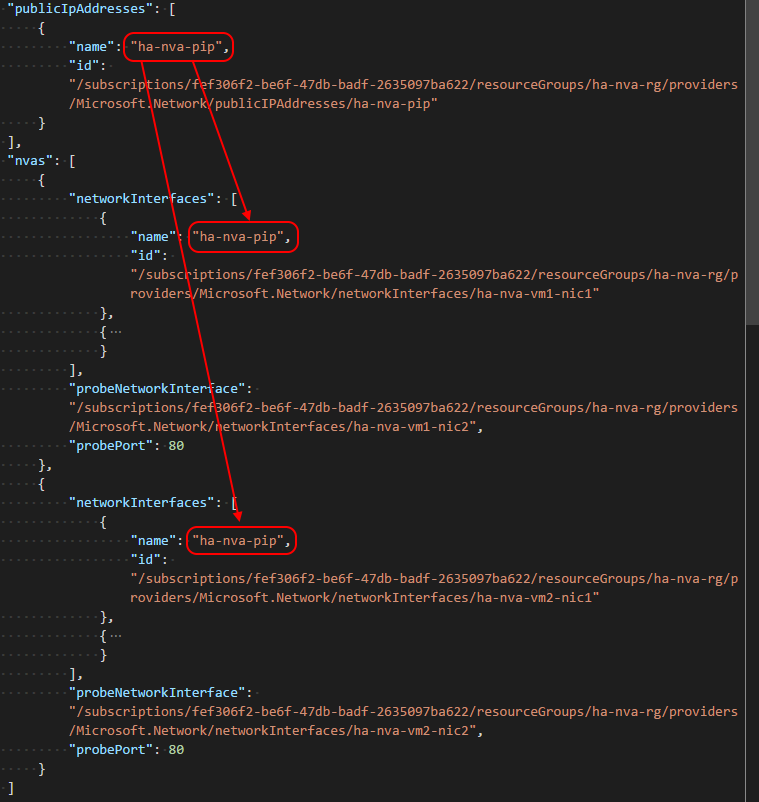 "publicIpAddresses": [
{
"name": "ha-nva-pip",
"id":
"/subscriptions/fef306f2-be6f-47db-badf-2635097ba622/resourceGroups/ha-nva-rg/providers
/Microsoft.Network/publicIPAddresses/ha-nva-pip"
}
],
"nvas": [
{
"networkInterfaces": [
{
"name": "ha-nva-pip",
"id":
"/subscriptions/fef306f2-be6f-47db-badf-2635097ba622/resourceGroups/ha-nva-rg/p
roviders/Microsoft.Network/networkInterfaces/ha-nva-vm1-nic1"
},
{ ···
}
],
"probeNetworkInterface":
"/subscriptions/fef306f2-be6f-47db-badf-2635097ba622/resourceGroups/ha-nva-rg/providers
/Microsoft.Network/networkInterfaces/ha-nva-vm1-nic2",
"probePort": 80
},
{
"networkInterfaces": [
{
"name": "ha-nva-pip",
"id":
"/subscriptions/fef306f2-be6f-47db-badf-2635097ba622/resourceGroups/ha-nva-rg/p
roviders/Microsoft.Network/networkInterfaces/ha-nva-vm2-nic1"
},
{ ···
}
],
"probeNetworkInterface":
"/subscriptions/fef306f2-be6f-47db-badf-2635097ba622/resourceGroups/ha-nva-rg/providers
/Microsoft.Network/networkInterfaces/ha-nva-vm2-nic2",
"probePort": 80
}
]